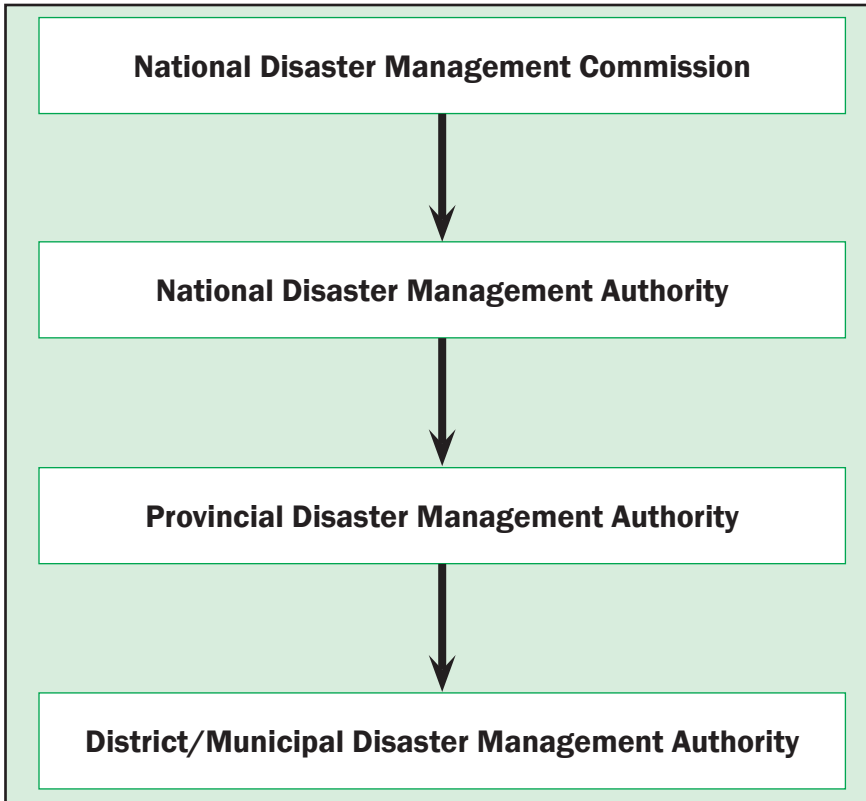 National Disaster Management Commission
National Disaster Management Authority
Provincial Disaster Management Authority
District/Municipal Disaster Management Authority